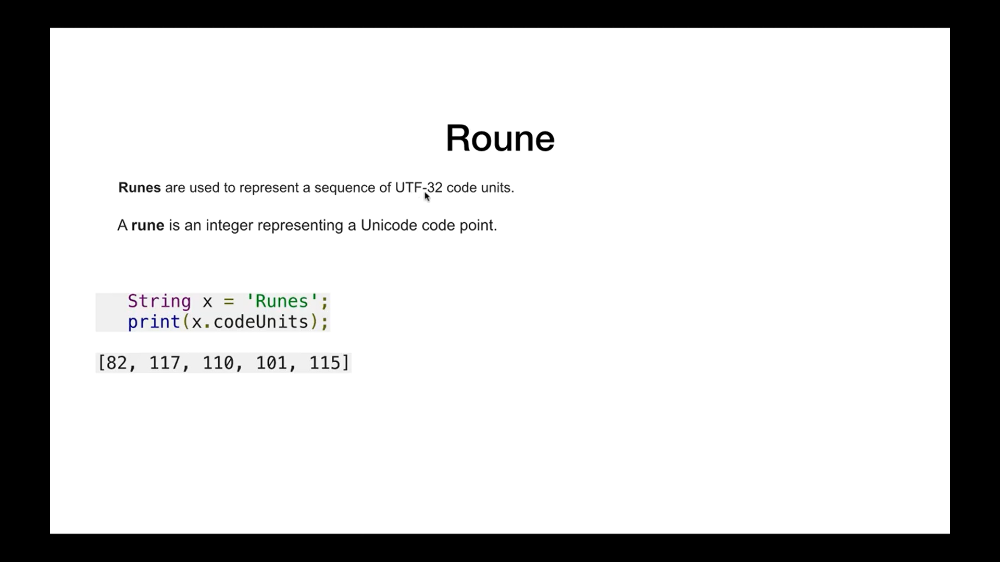 Roune
Runes are used to represent a sequence of UTF-32 code units.
A rune is an integer representing a Unicode code point.
String x = 'Runes';
print(x.codeUnits);
[82, 117, 110, 101, 115]